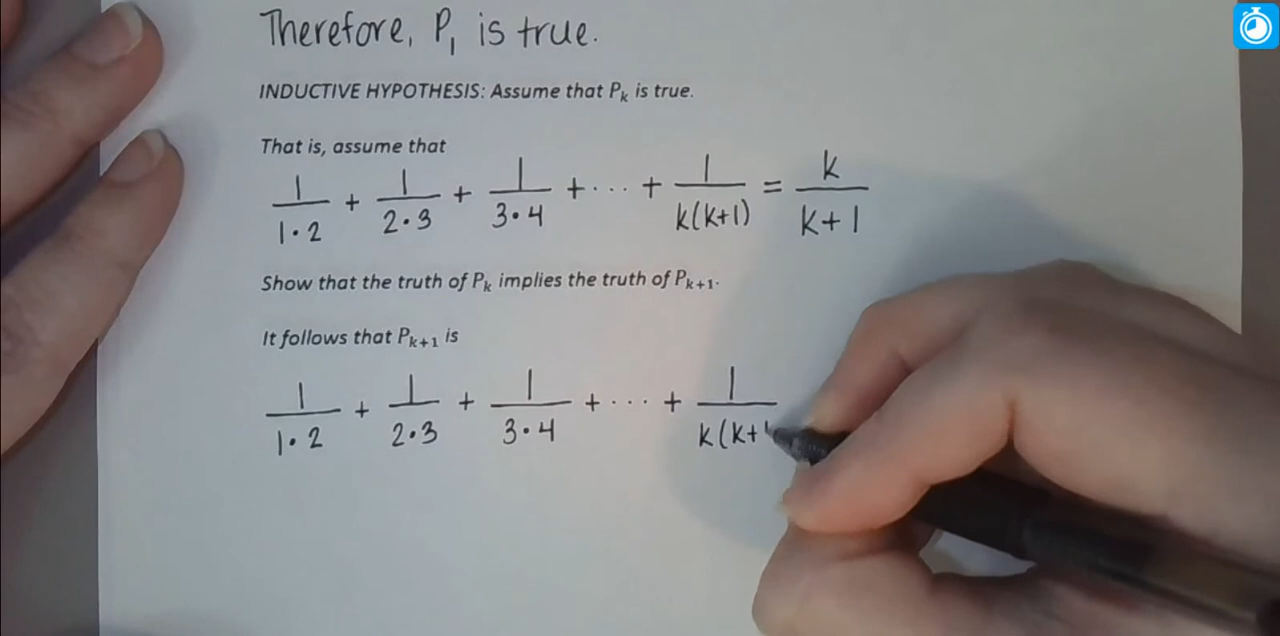 Therefore, P₁ is true.
INDUCTIVE HYPOTHESIS: Assume that Pₖ is true.
That is, assume that
1/(1·2) + 1/(2·3) + 1/(3·4) + ··· + 1/(k(k+1)) = k/(k+1)
Show that the truth of Pₖ implies the truth of Pₖ₊₁.
It follows that Pₖ₊₁ is
1/(1·2) + 1/(2·3) + 1/(3·4) + ··· + 1/(k(k+